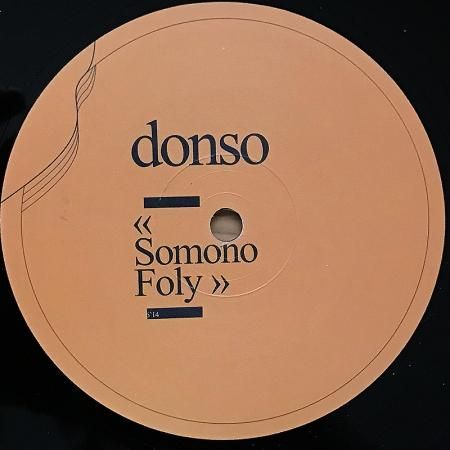 donso
«
Somono
Foly »
5'14